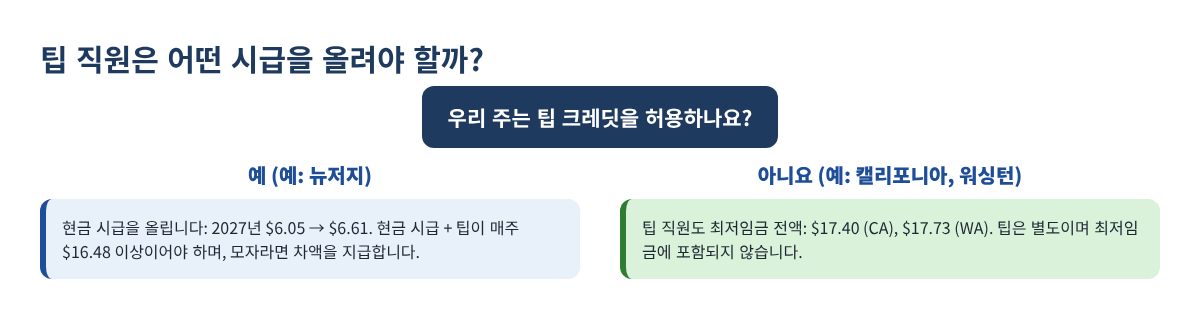 팁 직원은 어떤 시급을 올려야 할까?
우리 주는 팁 크레딧을 허용하나요?
예 (예: 뉴저지)
현금 시급을 올립니다: 2027년 $6.05 → $6.61. 현금 시급 + 팁이 매주
$16.48 이상이어야 하며, 모자라면 차액을 지급합니다.
아니요 (예: 캘리포니아, 워싱턴)
팁 직원도 최저임금 전액: $17.40 (CA), $17.73 (WA). 팁은 별도이며 최저임
금에 포함되지 않습니다.